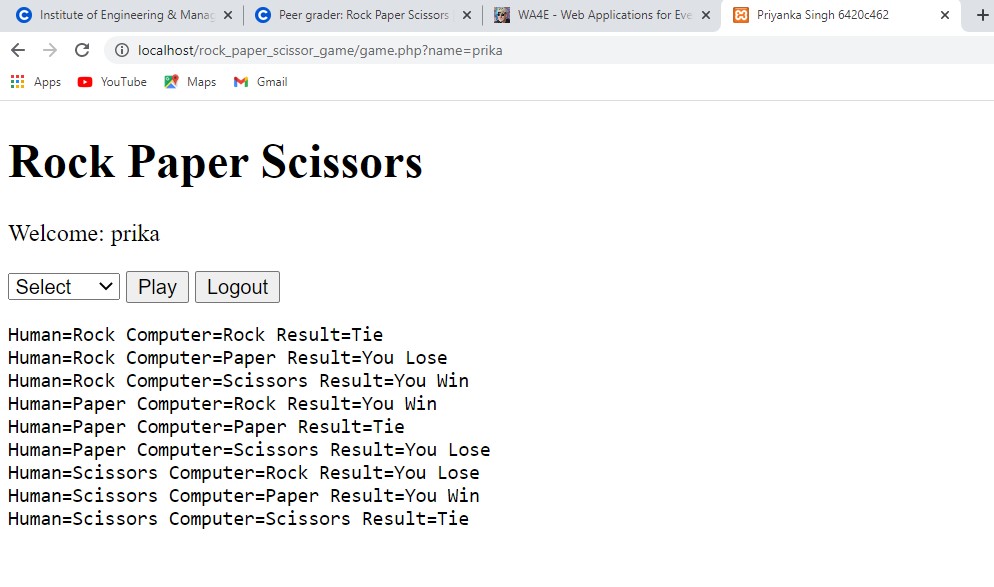 Institute of Engineering & Manag
Peer grader: Rock Paper Scissors
WA4E - Web Applications for Eve
Priyanka Singh 6420c462
localhost/rock_paper_scissor_game/game.php?name=prika
Apps YouTube Maps Gmail
Rock Paper Scissors
Welcome: prika
Select Play Logout
Human=Rock Computer=Rock Result=Tie
Human=Rock Computer=Paper Result=You Lose
Human=Rock Computer=Scissors Result=You Win
Human=Paper Computer=Rock Result=You Win
Human=Paper Computer=Paper Result=Tie
Human=Paper Computer=Scissors Result=You Lose
Human=Scissors Computer=Rock Result=You Lose
Human=Scissors Computer=Paper Result=You Win
Human=Scissors Computer=Scissors Result=Tie